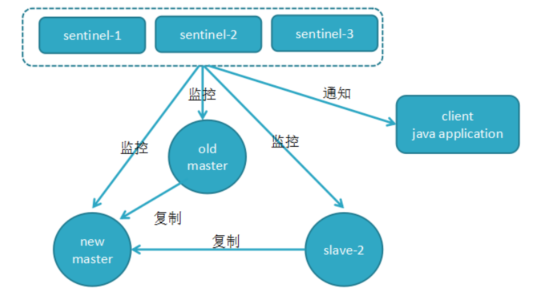 sentinel-1
sentinel-2
sentinel-3
监控
通知
client
java application
监控
监控
old
master
复制
复制
new
master
slave-2